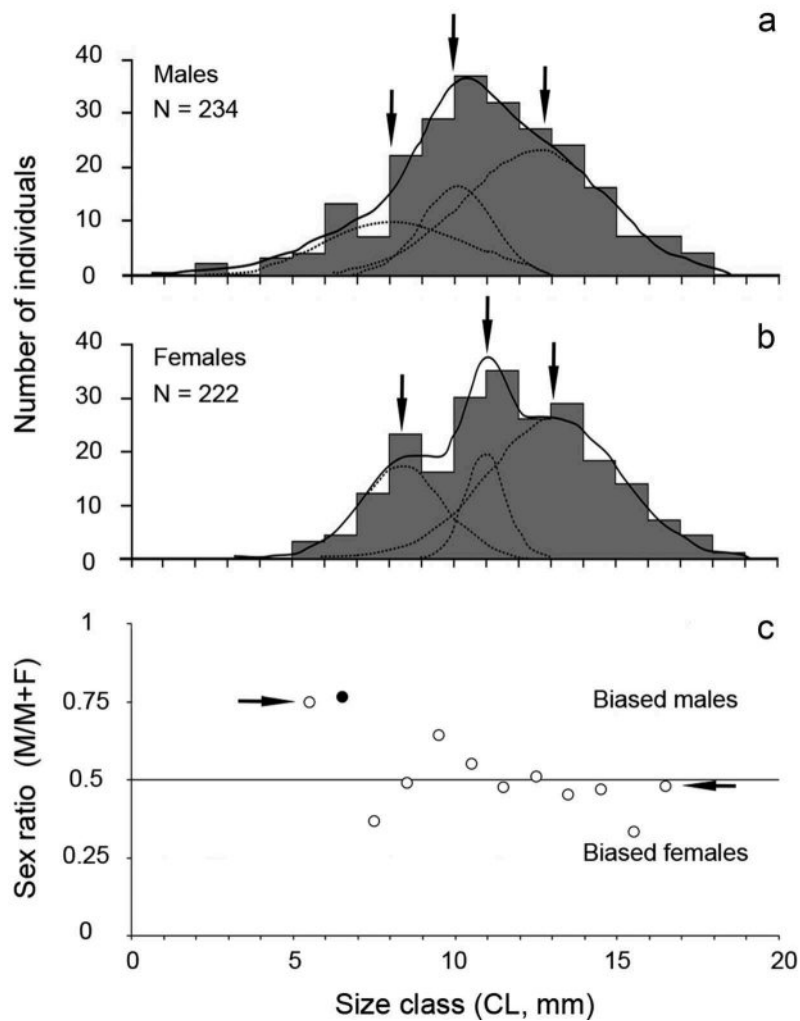 a
40
30
20
10
0
Males
N = 234
b
40
30
20
10
0
Females
N = 222
Number of individuals
c
1
0.75
0.5
0.25
0
Biased males
Biased females
Sex ratio (M/M+F)
0 5 10 15 20
Size class (CL, mm)